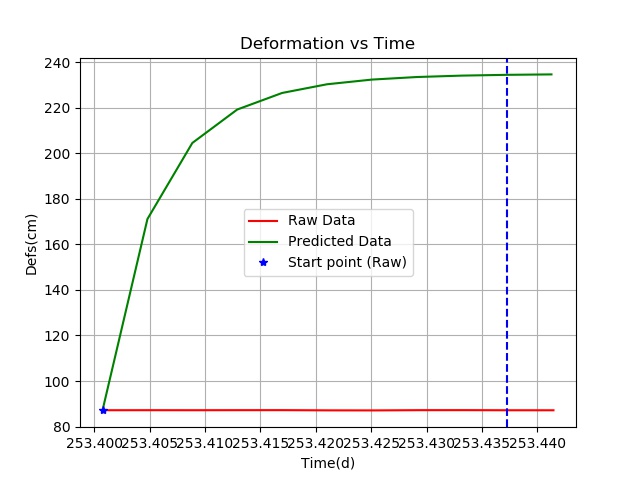 Deformation vs Time
Defs(cm)
240
220
200
180
160
140
120
100
80
Raw Data
Predicted Data
Start point (Raw)
253.400 253.405 253.410 253.415 253.420 253.425 253.430 253.435 253.440
Time(d)